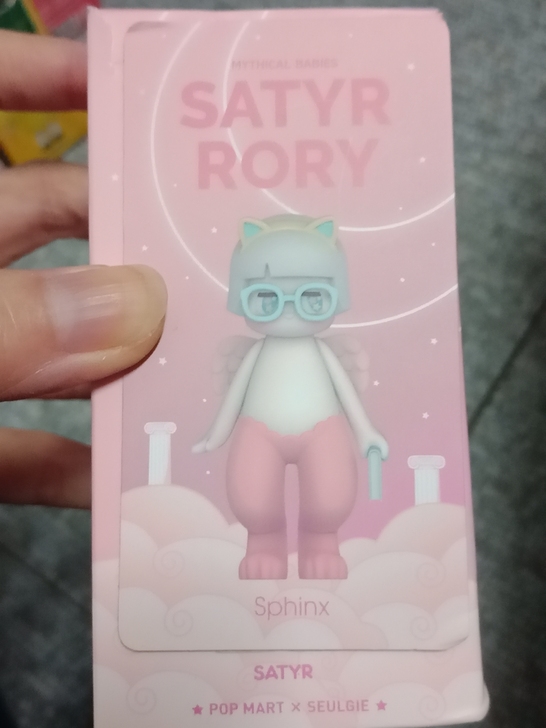 MYTHICAL BABIES
SATYR
RORY
Sphinx
SATYR
★ POP MART × SEULGIE ★